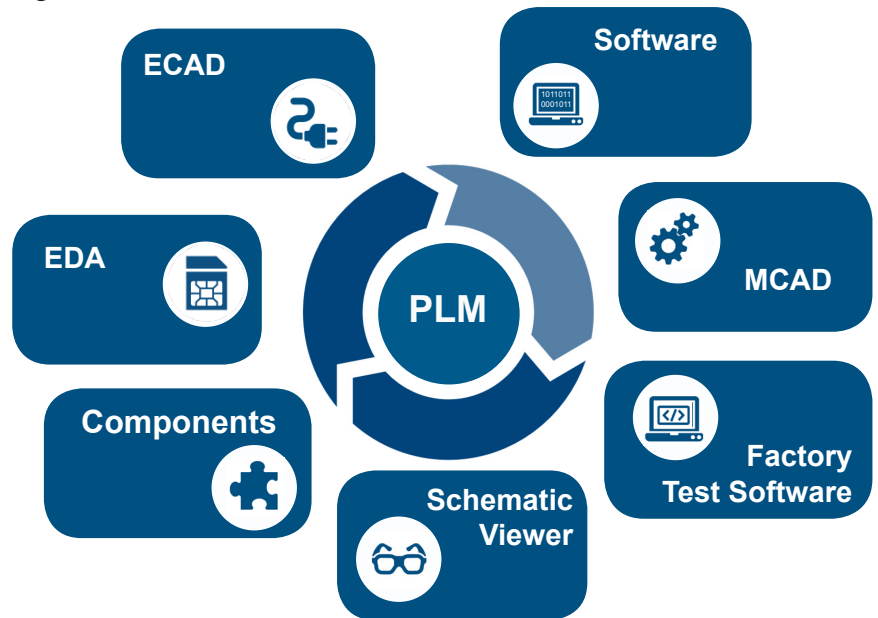 ECAD
Software
1011011
0001011
EDA
MCAD
PLM
Components
</>
Factory
Test Software
Schematic
Viewer